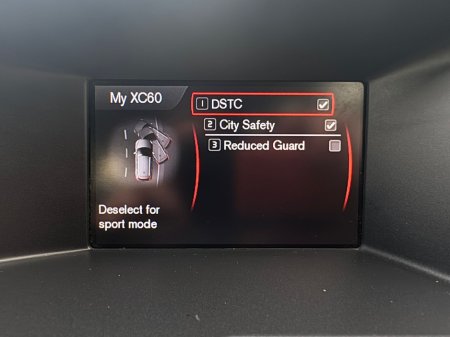 My XC60
1 DSTC
2 City Safety
3 Reduced Guard
Deselect for
sport mode